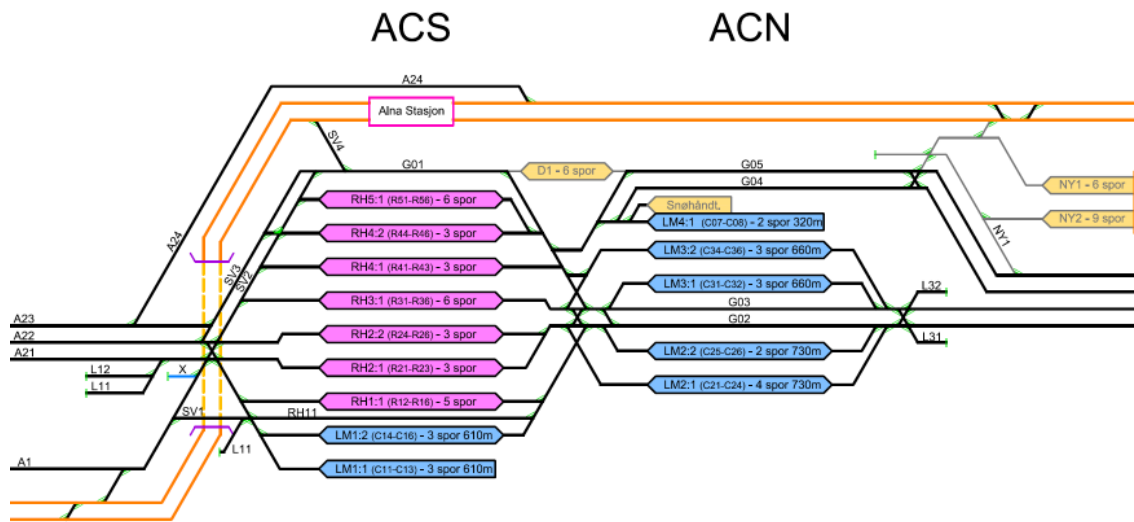 ACS ACN
A24
Alna Stasjon
SV4
G01 D1 - 6 spor G05
G04
NY1 - 6 spor
RH5:1 (R51-R56) - 6 spor Snøhåndt.
LM4:1 (C07-C08) - 2 spor 320m NY2 - 9 spor
RH4:2 (R44-R46) - 3 spor
A24 LM3:2 (C34-C36) - 3 spor 660m NY1
SV3 SV2 RH4:1 (R41-R43) - 3 spor
LM3:1 (C31-C32) - 3 spor 660m L32
RH3:1 (R31-R36) - 6 spor G03
A23 G02
A22 RH2:2 (R24-R26) - 3 spor L31
A21 LM2:2 (C25-C26) - 2 spor 730m
L12 X RH2:1 (R21-R23) - 3 spor
L11 LM2:1 (C21-C24) - 4 spor 730m
RH1:1 (R12-R16) - 5 spor
SV1 RH11
LM1:2 (C14-C16) - 3 spor 610m
L11
A1 LM1:1 (C11-C13) - 3 spor 610m